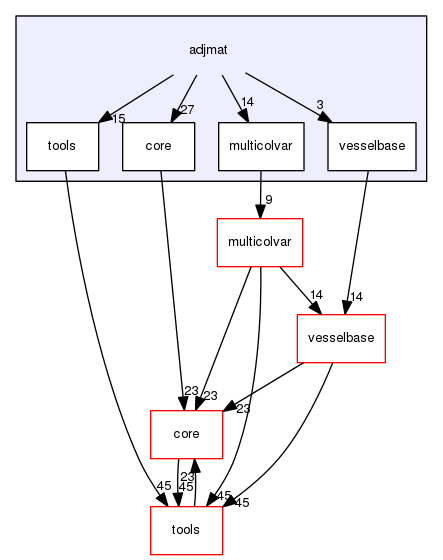 adjmat
15
27
14
3
tools
core
multicolvar
vesselbase
9
multicolvar
14
14
vesselbase
23
23
23
core
45
45
23
45
45
tools